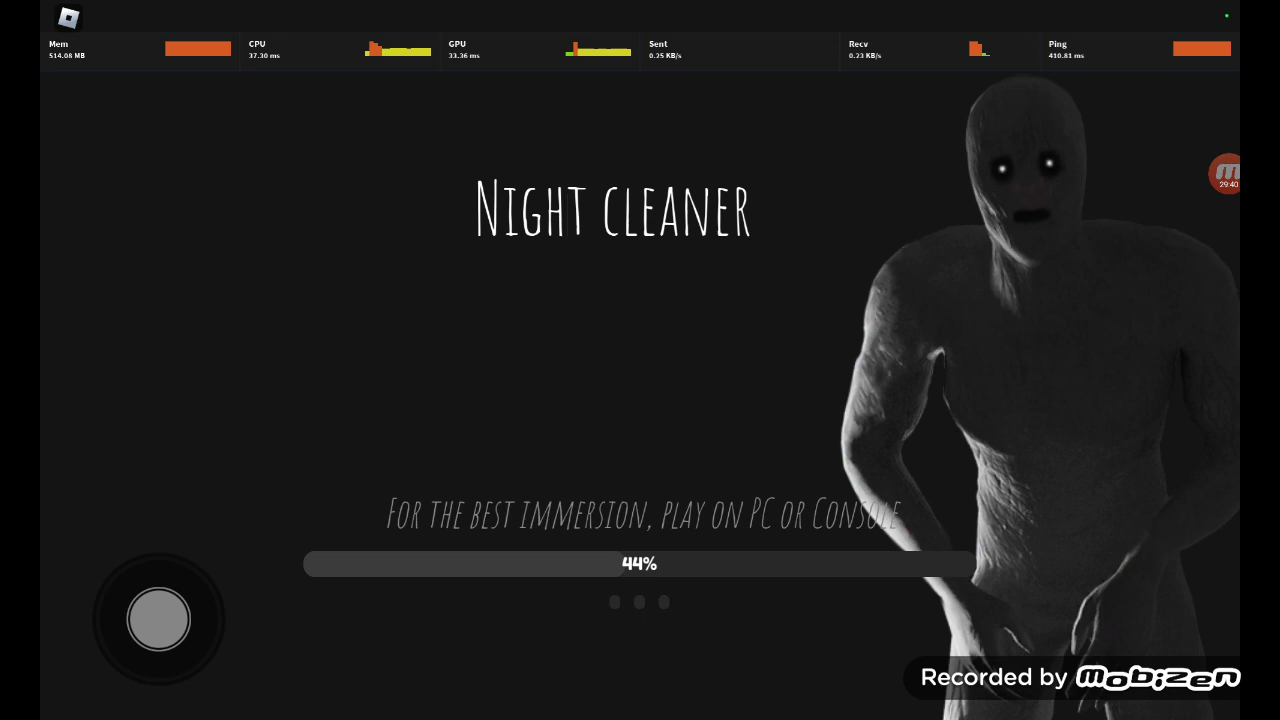 Mem CPU GPU Sent Recv Ping
514.08 MB 37.30 ms 33.36 ms 0.25 KB/s 0.23 KB/s 410.81 ms
29:40
Night cleaner
For the best immersion, play on PC or Console
44%
Recorded by mobizen